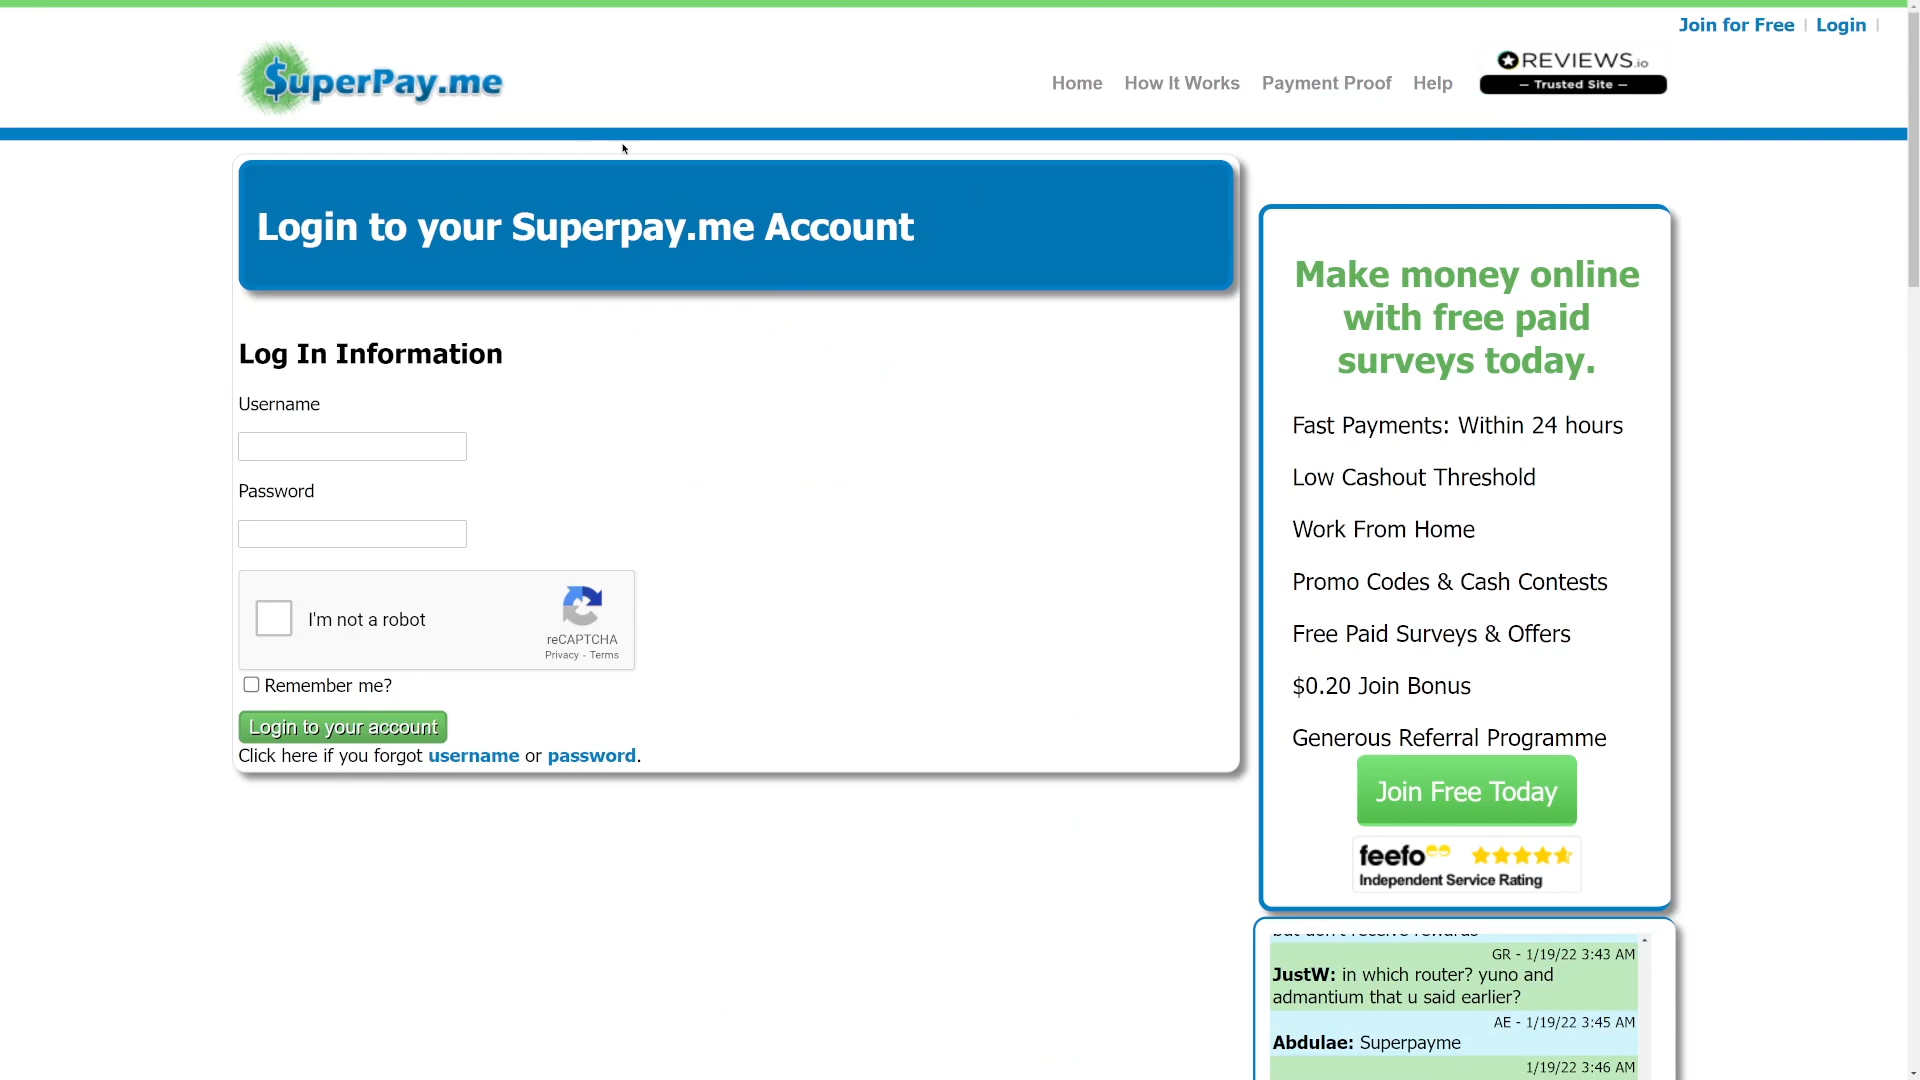 Join for Free | Login |
SuperPay.me
Home How It Works Payment Proof Help
REVIEWS.io
— Trusted Site —
Login to your Superpay.me Account
Log In Information
Username
Password
I'm not a robot
reCAPTCHA
Privacy - Terms
Remember me?
Login to your account
Click here if you forgot username or password.
Make money online
with free paid
surveys today.
Fast Payments: Within 24 hours
Low Cashout Threshold
Work From Home
Promo Codes & Cash Contests
Free Paid Surveys & Offers
$0.20 Join Bonus
Generous Referral Programme
Join Free Today
feefo
Independent Service Rating
but don't receive rewards
GR - 1/19/22 3:43 AM
JustW: in which router? yuno and
admantium that u said earlier?
AE - 1/19/22 3:45 AM
Abdulae: Superpayme
1/19/22 3:46 AM